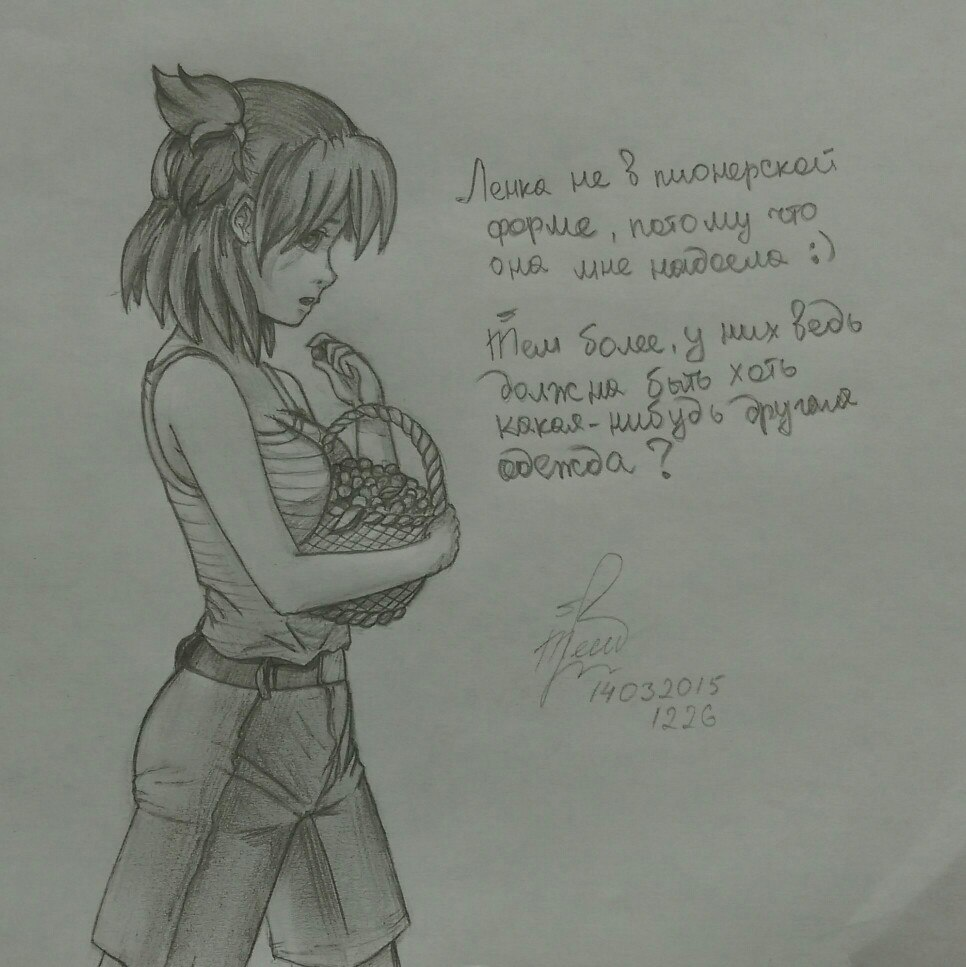 Ленка не в пионерской
форме, потому что
она мне надоела :)
Тем более, у них ведь
должна быть хоть
какая-нибудь другая
одежда?
14032015
1226